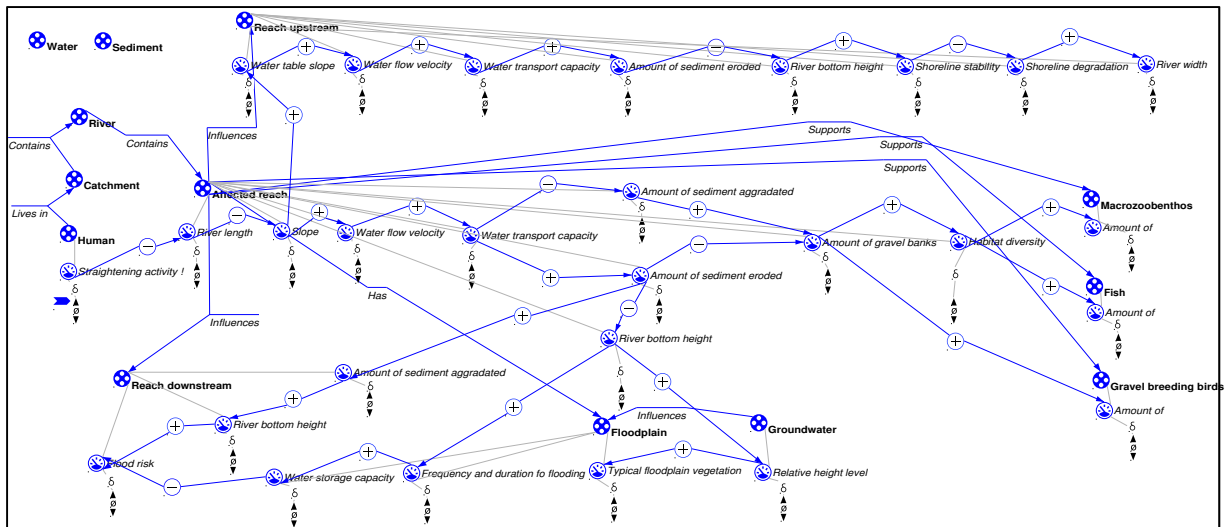 Reach upstream
Water
Sediment
Water table slope
Water flow velocity
Water transport capacity
Amount of sediment eroded
River bottom height
Shoreline stability
Shoreline degradation
River width
+
+
+
−
+
−
+
δ ø
δ ø
δ ø
δ ø
δ ø
δ ø
δ ø
δ ø
+
River
Contains
Contains
Influences
Supports
Supports
Supports
Catchment
Lives in
Human
Affected reach
Macrozoobenthos
Amount of
δ ø
River length
Slope
Water flow velocity
Water transport capacity
Amount of sediment aggradated
Amount of gravel banks
Habitat diversity
−
−
+
+
−
+
+
+
δ ø
δ ø
δ ø
δ ø
δ ø
δ ø
δ ø
Straightening activity !
δ ø
Amount of sediment eroded
δ ø
+
−
+
Fish
Amount of
δ ø
Has
Influences
+
−
River bottom height
δ ø
+
+
+
Reach downstream
Amount of sediment aggradated
δ ø
Gravel breeding birds
Amount of
δ ø
+
+
River bottom height
δ ø
Influences
Floodplain
Groundwater
Flood risk
δ ø
−
Water storage capacity
δ ø
+
Frequency and duration fo flooding
δ ø
Typical floodplain vegetation
δ ø
+
Relative height level
δ ø